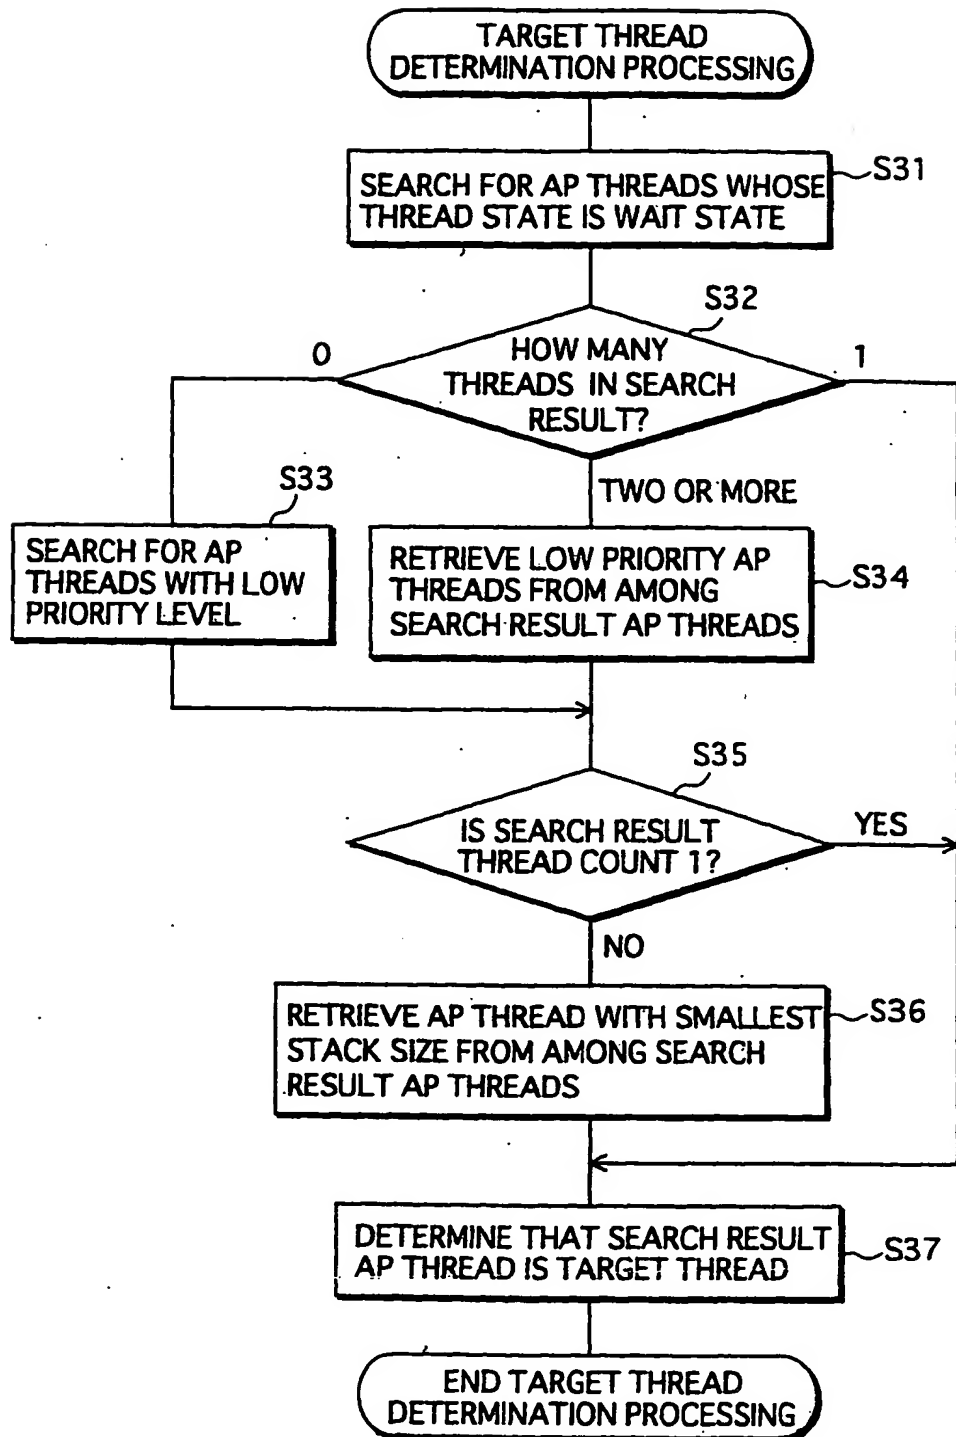 TARGET THREAD
DETERMINATION PROCESSING
S31
SEARCH FOR AP THREADS WHOSE
THREAD STATE IS WAIT STATE
S32
0
HOW MANY
THREADS IN SEARCH
RESULT?
1
S33
TWO OR MORE
SEARCH FOR AP
THREADS WITH LOW
PRIORITY LEVEL
RETRIEVE LOW PRIORITY AP
THREADS FROM AMONG
SEARCH RESULT AP THREADS
S34
S35
IS SEARCH RESULT
THREAD COUNT 1?
YES
NO
RETRIEVE AP THREAD WITH SMALLEST
STACK SIZE FROM AMONG SEARCH
RESULT AP THREADS
S36
DETERMINE THAT SEARCH RESULT
AP THREAD IS TARGET THREAD
S37
END TARGET THREAD
DETERMINATION PROCESSING